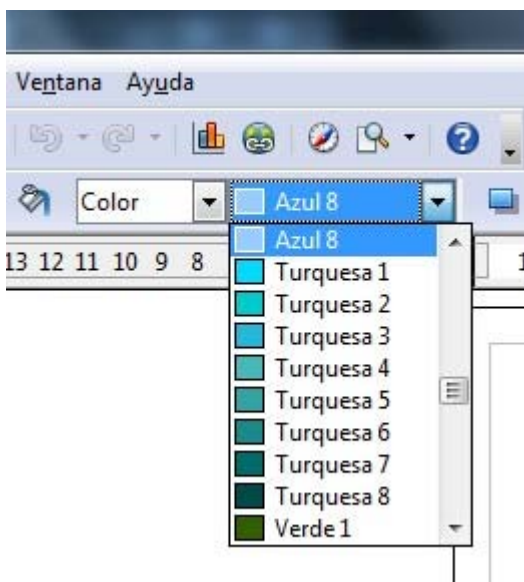 Ventana Ayuda
Color Azul 8
Azul 8
13 12 11 10 9 8 1
Turquesa 1
Turquesa 2
Turquesa 3
Turquesa 4
Turquesa 5
Turquesa 6
Turquesa 7
Turquesa 8
Verde 1